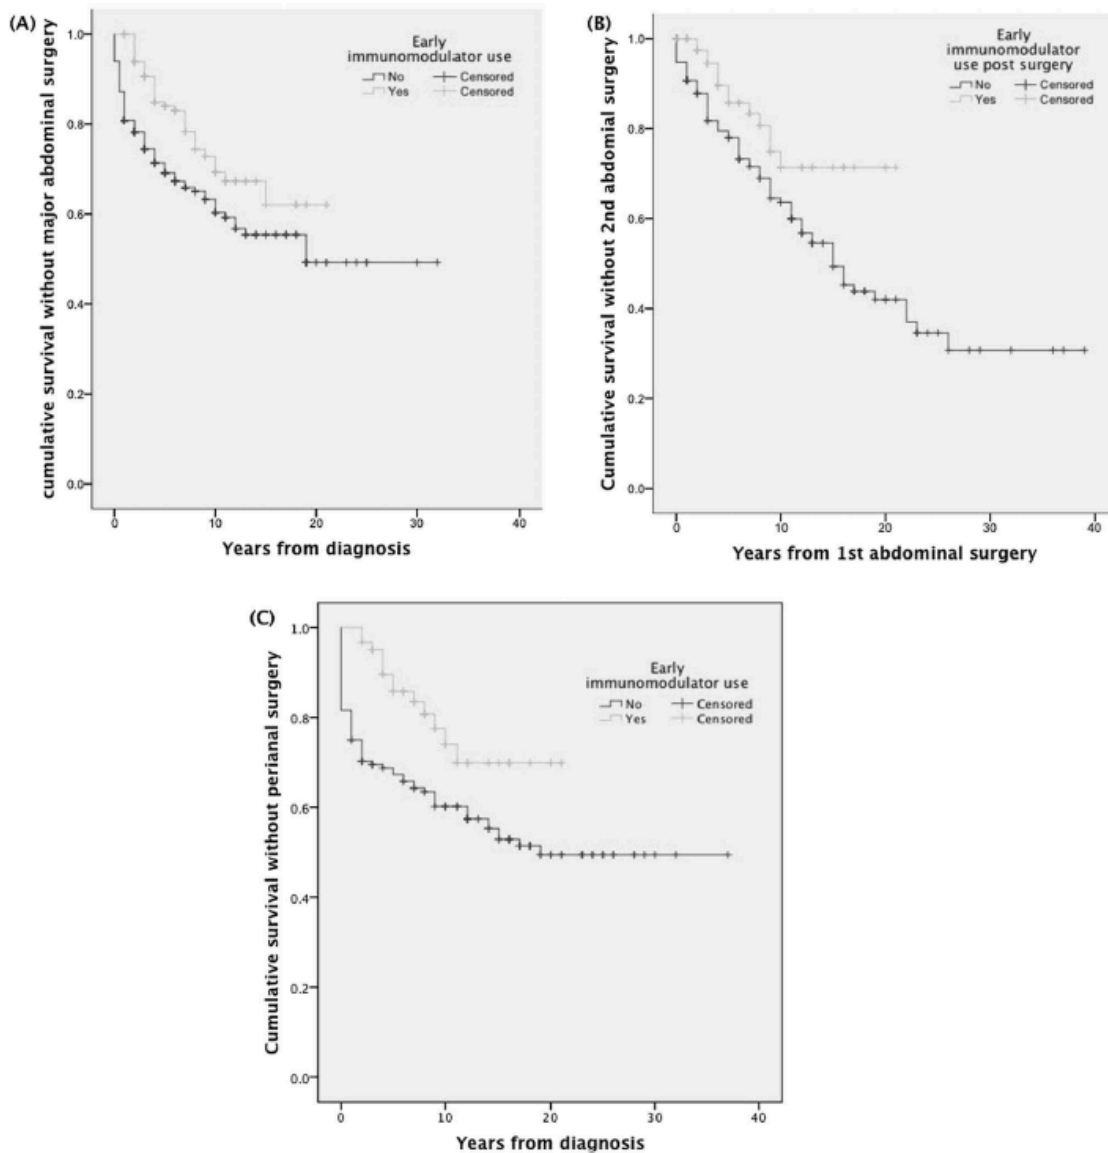 (A)
cumulative survival without major abdominal surgery
1.0
0.8
0.6
0.4
0.2
0.0
Early
immunomodulator use
No Censored
Yes Censored
0 10 20 30 40
Years from diagnosis
(B)
Cumulative survival without 2nd abdomial surgery
1.0
0.8
0.6
0.4
0.2
0.0
Early
immunomodulator
use post surgery
No Censored
Yes Censored
0 10 20 30 40
Years from 1st abdominal surgery
(C)
Cumulative survival without perianal surgery
1.0
0.8
0.6
0.4
0.2
0.0
Early
immunomodulator use
No Censored
Yes Censored
0 10 20 30 40
Years from diagnosis